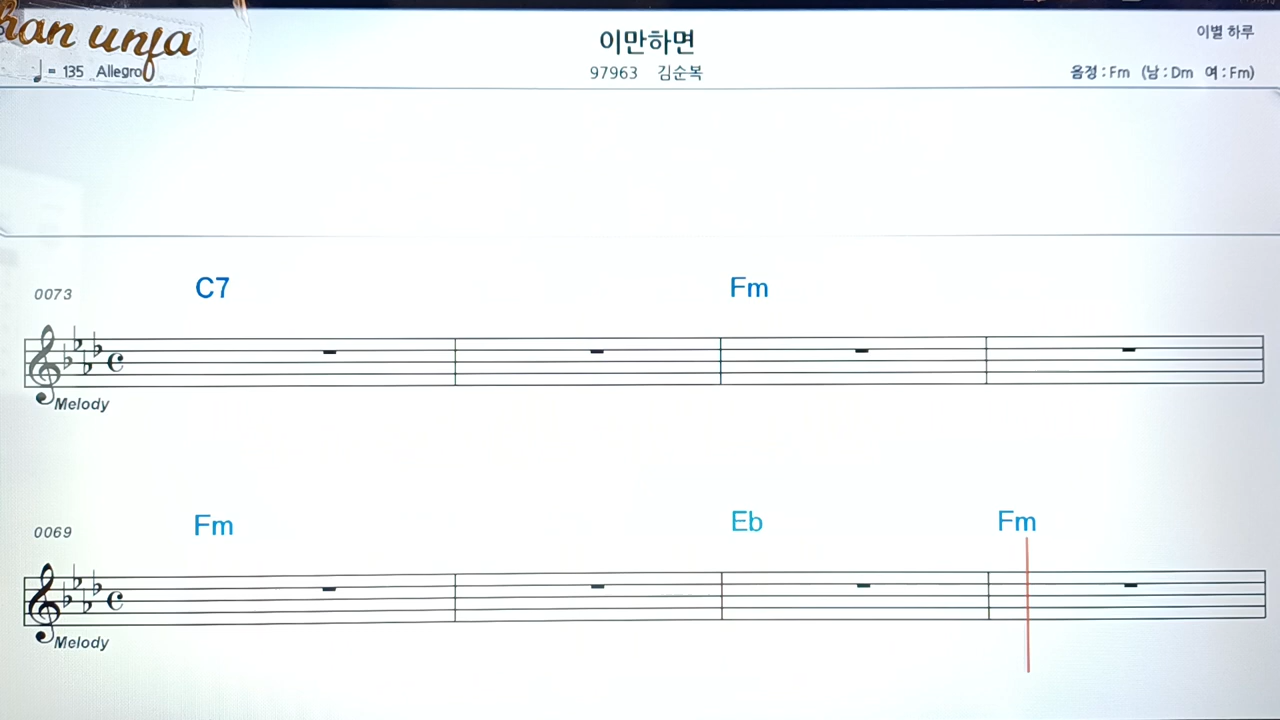 han unfa
이만하면
이별 하루
♩ = 135 Allegro
97963 김순복
음정 : Fm (남 : Dm 여 : Fm)
0073
C7 Fm
Melody
0069
Fm Eb Fm
Melody